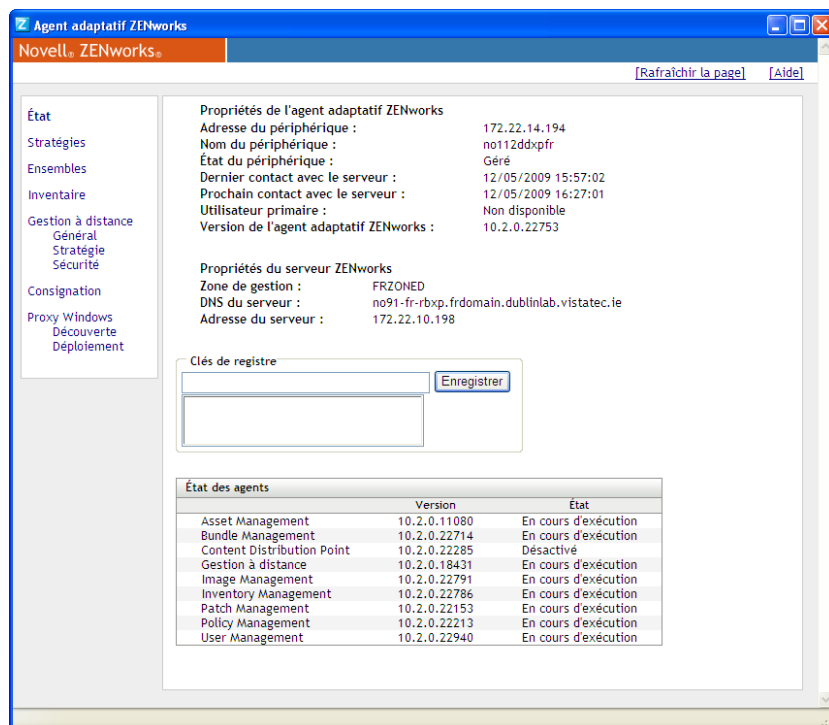 Agent adaptatif ZENworks
Novell® ZENworks®
[Rafraîchir la page] [Aide]
État
Stratégies
Ensembles
Inventaire
Gestion à distance
Général
Stratégie
Sécurité
Consignation
Proxy Windows
Découverte
Déploiement
Propriétés de l'agent adaptatif ZENworks
Adresse du périphérique : 172.22.14.194
Nom du périphérique : no112ddxpfr
État du périphérique : Géré
Dernier contact avec le serveur : 12/05/2009 15:57:02
Prochain contact avec le serveur : 12/05/2009 16:27:01
Utilisateur primaire : Non disponible
Version de l'agent adaptatif ZENworks : 10.2.0.22753
Propriétés du serveur ZENworks
Zone de gestion : FRZONED
DNS du serveur : no91-fr-rbxp.frdomain.dublinlab.vistatec.ie
Adresse du serveur : 172.22.10.198
Clés de registre
Enregistrer
État des agents
Version État
Asset Management 10.2.0.11080 En cours d'exécution
Bundle Management 10.2.0.22714 En cours d'exécution
Content Distribution Point 10.2.0.22285 Désactivé
Gestion à distance 10.2.0.18431 En cours d'exécution
Image Management 10.2.0.22791 En cours d'exécution
Inventory Management 10.2.0.22786 En cours d'exécution
Patch Management 10.2.0.22153 En cours d'exécution
Policy Management 10.2.0.22213 En cours d'exécution
User Management 10.2.0.22940 En cours d'exécution